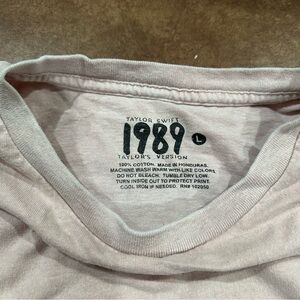 TAYLOR SWIFT
1989
L
TAYLOR'S VERSION
100% COTTON. MADE IN HONDURAS.
MACHINE WASH WARM WITH LIKE COLORS.
DO NOT BLEACH. TUMBLE DRY LOW.
TURN INSIDE OUT TO PROTECT PRINT.
COOL IRON IF NEEDED. RN# 102050